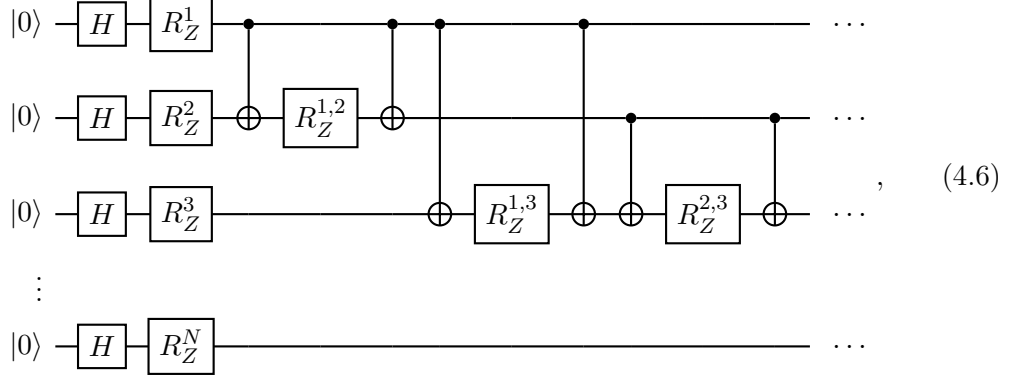 |0⟩ H R_Z^1 ···
|0⟩ H R_Z^2 R_Z^{1,2} ···
, (4.6)
|0⟩ H R_Z^3 R_Z^{1,3} R_Z^{2,3} ···
⋮
|0⟩ H R_Z^N ···